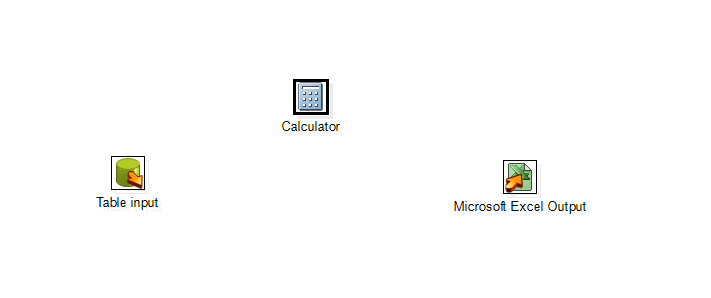 Calculator
Table input
Microsoft Excel Output